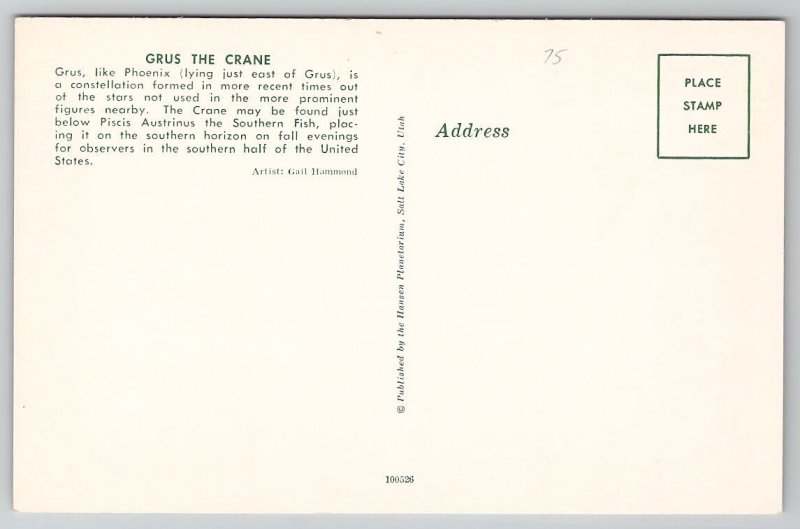 GRUS THE CRANE
Grus, like Phoenix (lying just east of Grus), is
a constellation formed in more recent times out
of the stars not used in the more prominent
figures nearby. The Crane may be found just
below Piscis Austrinus the Southern Fish, plac-
ing it on the southern horizon on fall evenings
for observers in the southern half of the United
States.
Artist: Gail Hammond
© Published by the Hansen Planetarium, Salt Lake City, Utah
75
Address
PLACE
STAMP
HERE
100526